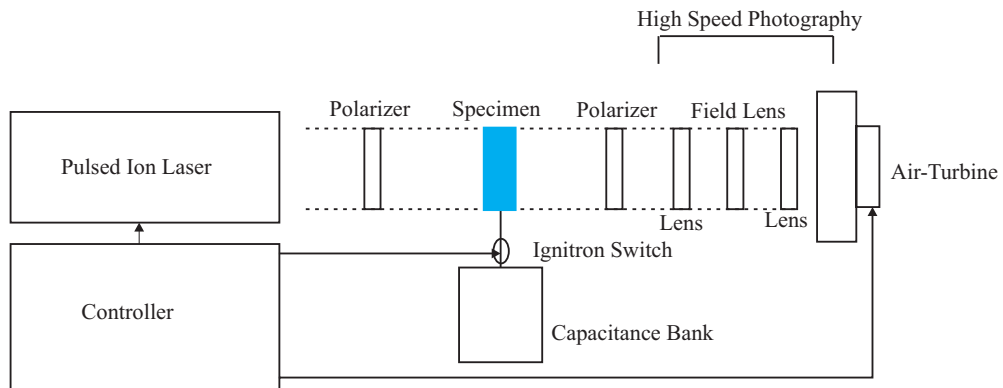 High Speed Photography
Polarizer
Specimen
Polarizer
Field Lens
Pulsed Ion Laser
Air-Turbine
Lens
Lens
Ignitron Switch
Controller
Capacitance Bank